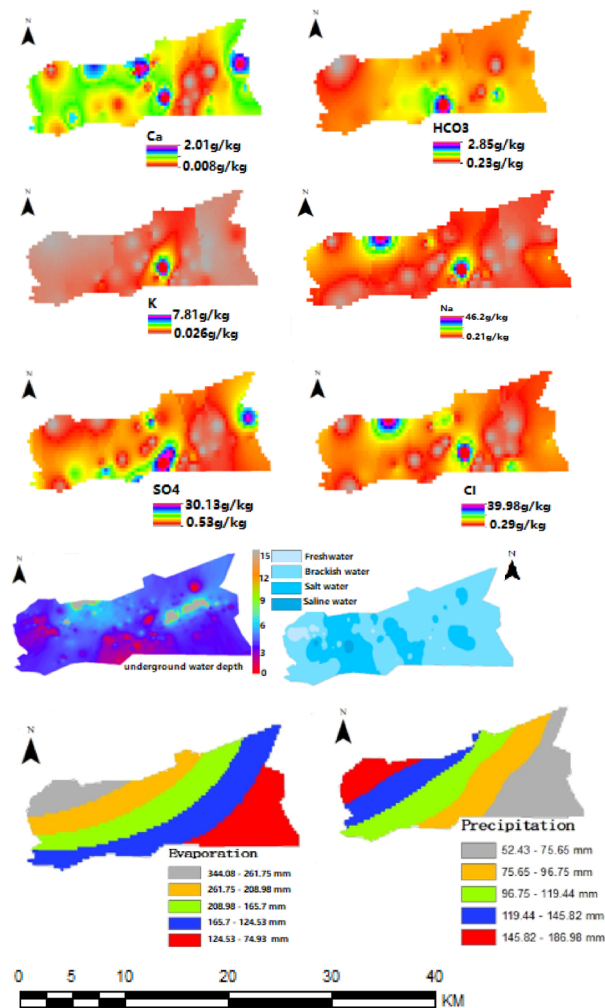 N
N
Ca
2.01g/kg
0.008g/kg
HCO3
2.85g/kg
0.23g/kg
N
N
K
7.81g/kg
0.026g/kg
Na
46.2g/kg
0.21g/kg
N
N
SO4
30.13g/kg
0.53g/kg
Cl
39.98g/kg
0.29g/kg
15
12
9
6
3
0
underground water depth
Freshwater
Brackish water
Salt water
Saline water
N
N
Evaporation
344.08 - 261.75 mm
261.75 - 208.98 mm
208.98 - 165.7 mm
165.7 - 124.53 mm
124.53 - 74.93 mm
N
Precipitation
52.43 - 75.65 mm
75.65 - 96.75 mm
96.75 - 119.44 mm
119.44 - 145.82 mm
145.82 - 186.98 mm
0 5 10 20 30 40
KM